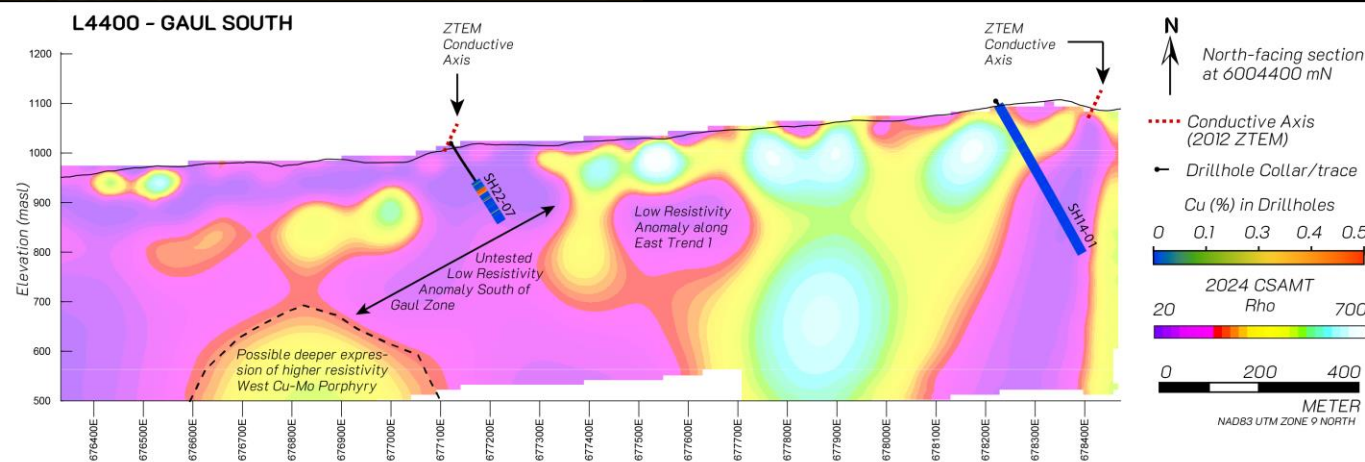 L4400 - GAUL SOUTH
ZTEM
Conductive
Axis
ZTEM
Conductive
Axis
Elevation (masl)
1200
1100
1000
900
800
700
600
500
SH22-07
SH14-01
Low Resistivity
Anomaly along
East Trend 1
Untested
Low Resistivity
Anomaly South of
Gaul Zone
Possible deeper expres-
sion of higher resistivity
West Cu-Mo Porphyry
676400E
676500E
676600E
676700E
676800E
676900E
677000E
677100E
677200E
677300E
677400E
677500E
677600E
677700E
677800E
677900E
678000E
678100E
678200E
678300E
678400E
N
North-facing section
at 6004400 mN
Conductive Axis
(2012 ZTEM)
Drillhole Collar/trace
Cu (%) in Drillholes
0 0.1 0.3 0.4 0.5
2024 CSAMT
Rho
20 700
0 200 400
METER
NAD83 UTM ZONE 9 NORTH